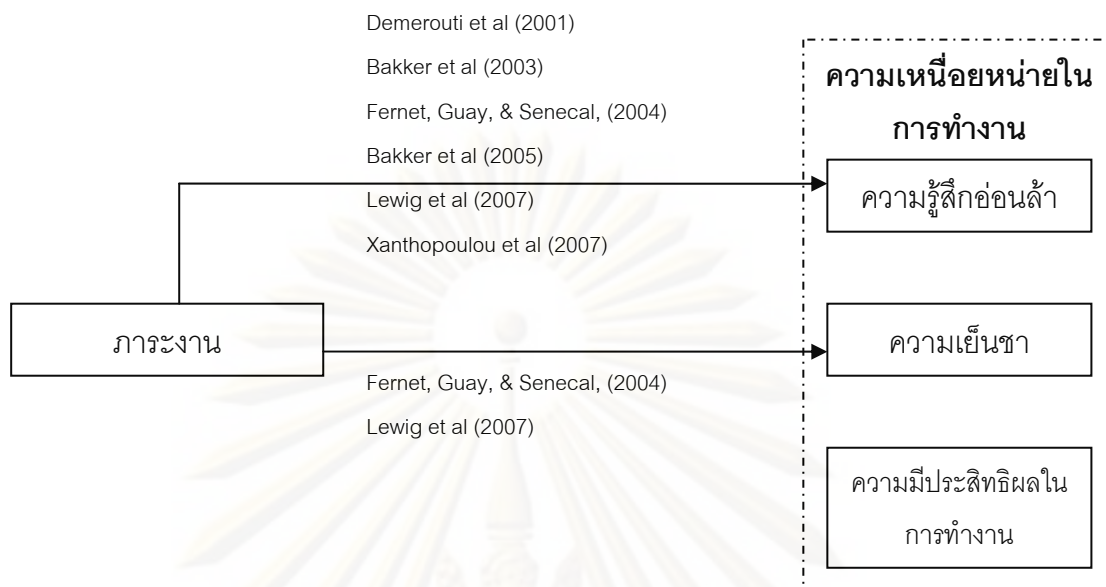 Demerouti et al (2001)
Bakker et al (2003)
Fernet, Guay, & Senecal, (2004)
Bakker et al (2005)
Lewig et al (2007)
Xanthopoulou et al (2007)
ความเหนื่อยหน่ายใน
การทำงาน
ความรู้สึกอ่อนล้า
ภาระงาน
ความเย็นชา
Fernet, Guay, & Senecal, (2004)
Lewig et al (2007)
ความมีประสิทธิผลใน
การทำงาน